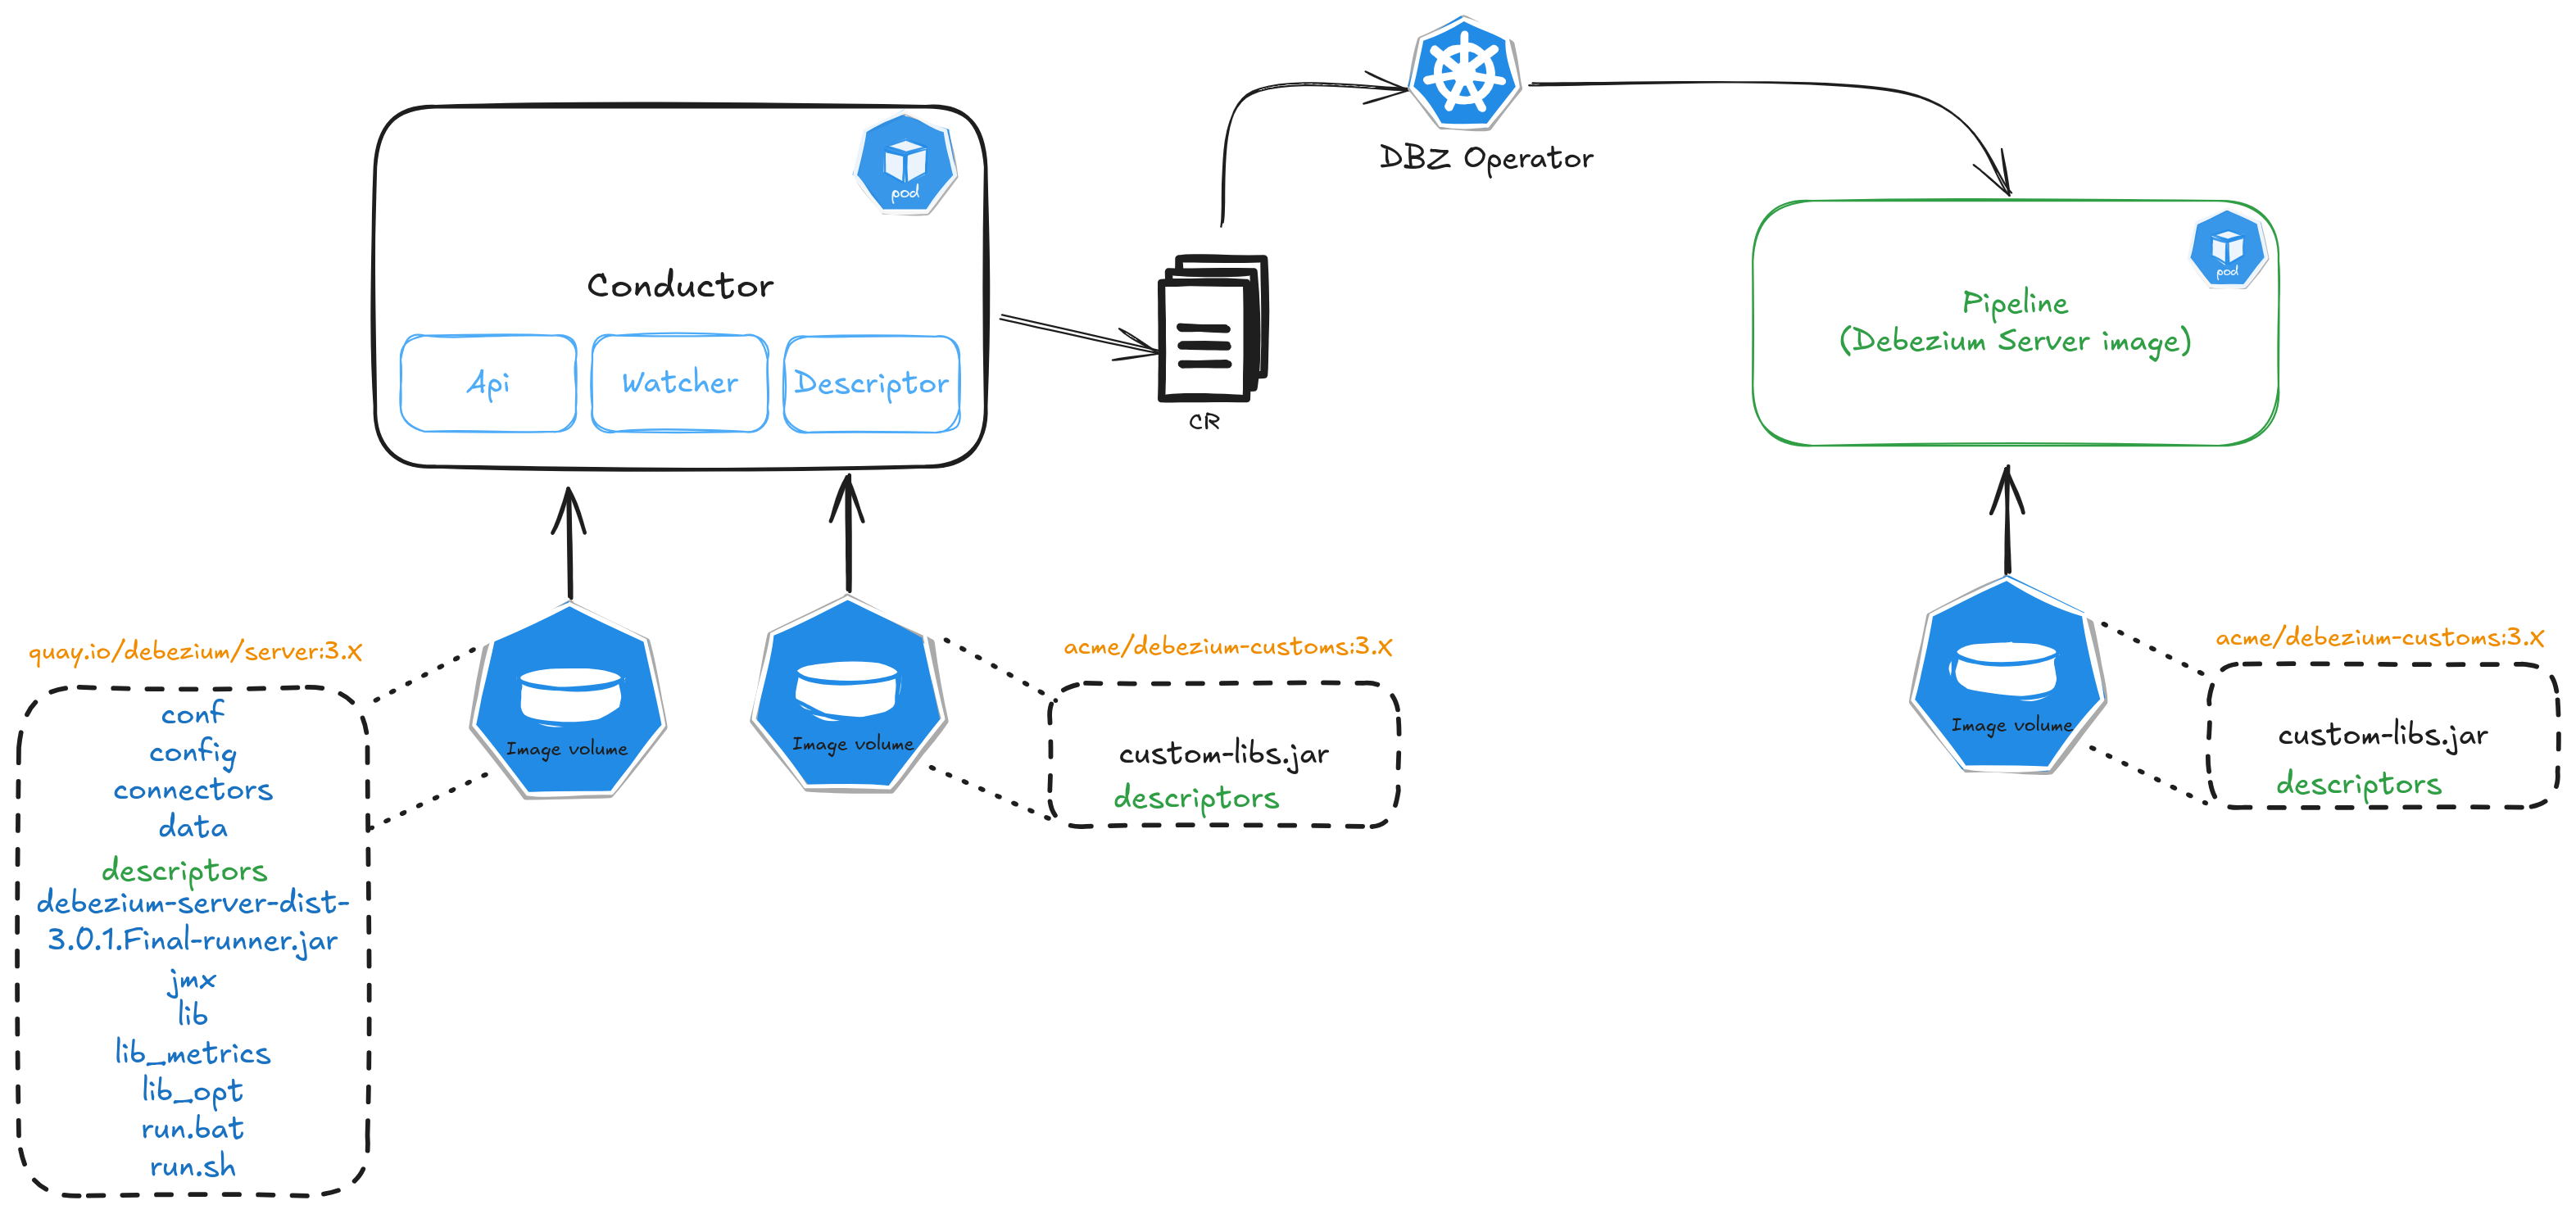 DBZ Operator
pod
Conductor
Api
Watcher
Descriptor
CR
pod
Pipeline
(Debezium Server image)
quay.io/debezium/server:3.x
conf
config
connectors
data
descriptors
debezium-server-dist-
3.0.1.Final-runner.jar
jmx
lib
lib_metrics
lib_opt
run.bat
run.sh
Image volume
Image volume
acme/debezium-customs:3.x
custom-libs.jar
descriptors
Image volume
acme/debezium-customs:3.x
custom-libs.jar
descriptors